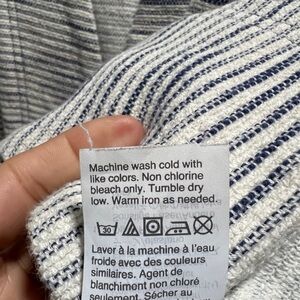 Machine wash cold with
like colors. Non chlorine
bleach only. Tumble dry
low. Warm iron as needed.
30
Laver à la machine à l'eau
froide avec des couleurs
similaires. Agent de
blanchiment non chloré
seulement. Sécher au